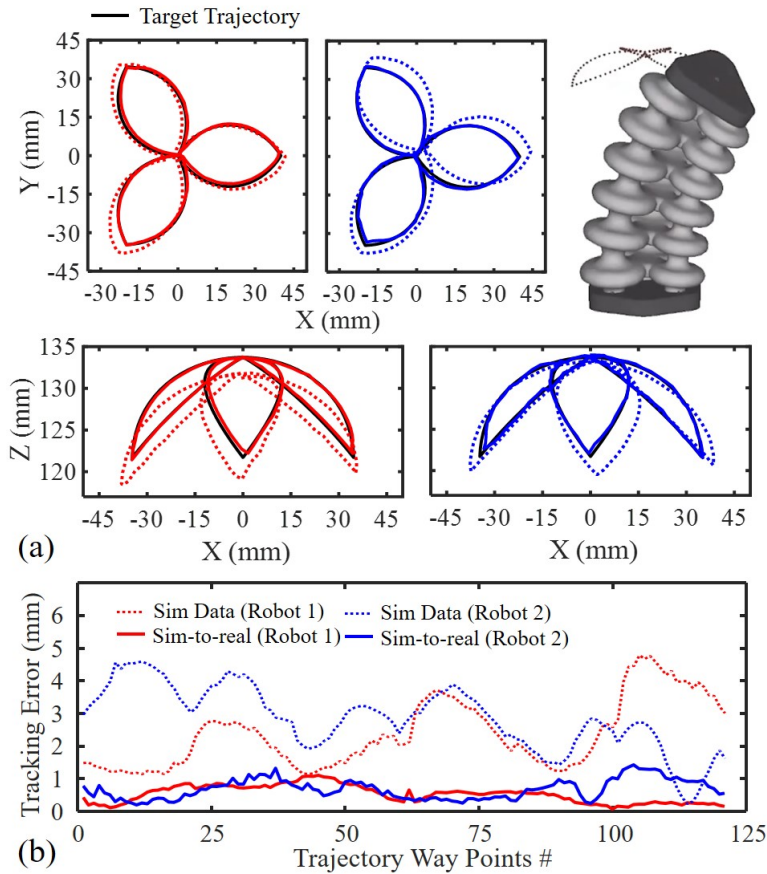 Target Trajectory
45
30
15
0
-15
-30
-45
Y (mm)
-30 -15 0 15 30 45
-30 -15 0 15 30 45
X (mm)
135
130
125
120
Z (mm)
-45 -30 -15 0 15 30 45
-45 -30 -15 0 15 30 45
(a)
X (mm)
X (mm)
7
6
5
4
3
2
1
0
Tracking Error (mm)
Sim Data (Robot 1)
Sim Data (Robot 2)
Sim-to-real (Robot 1)
Sim-to-real (Robot 2)
0 25 50 75 100 125
(b)
Trajectory Way Points #